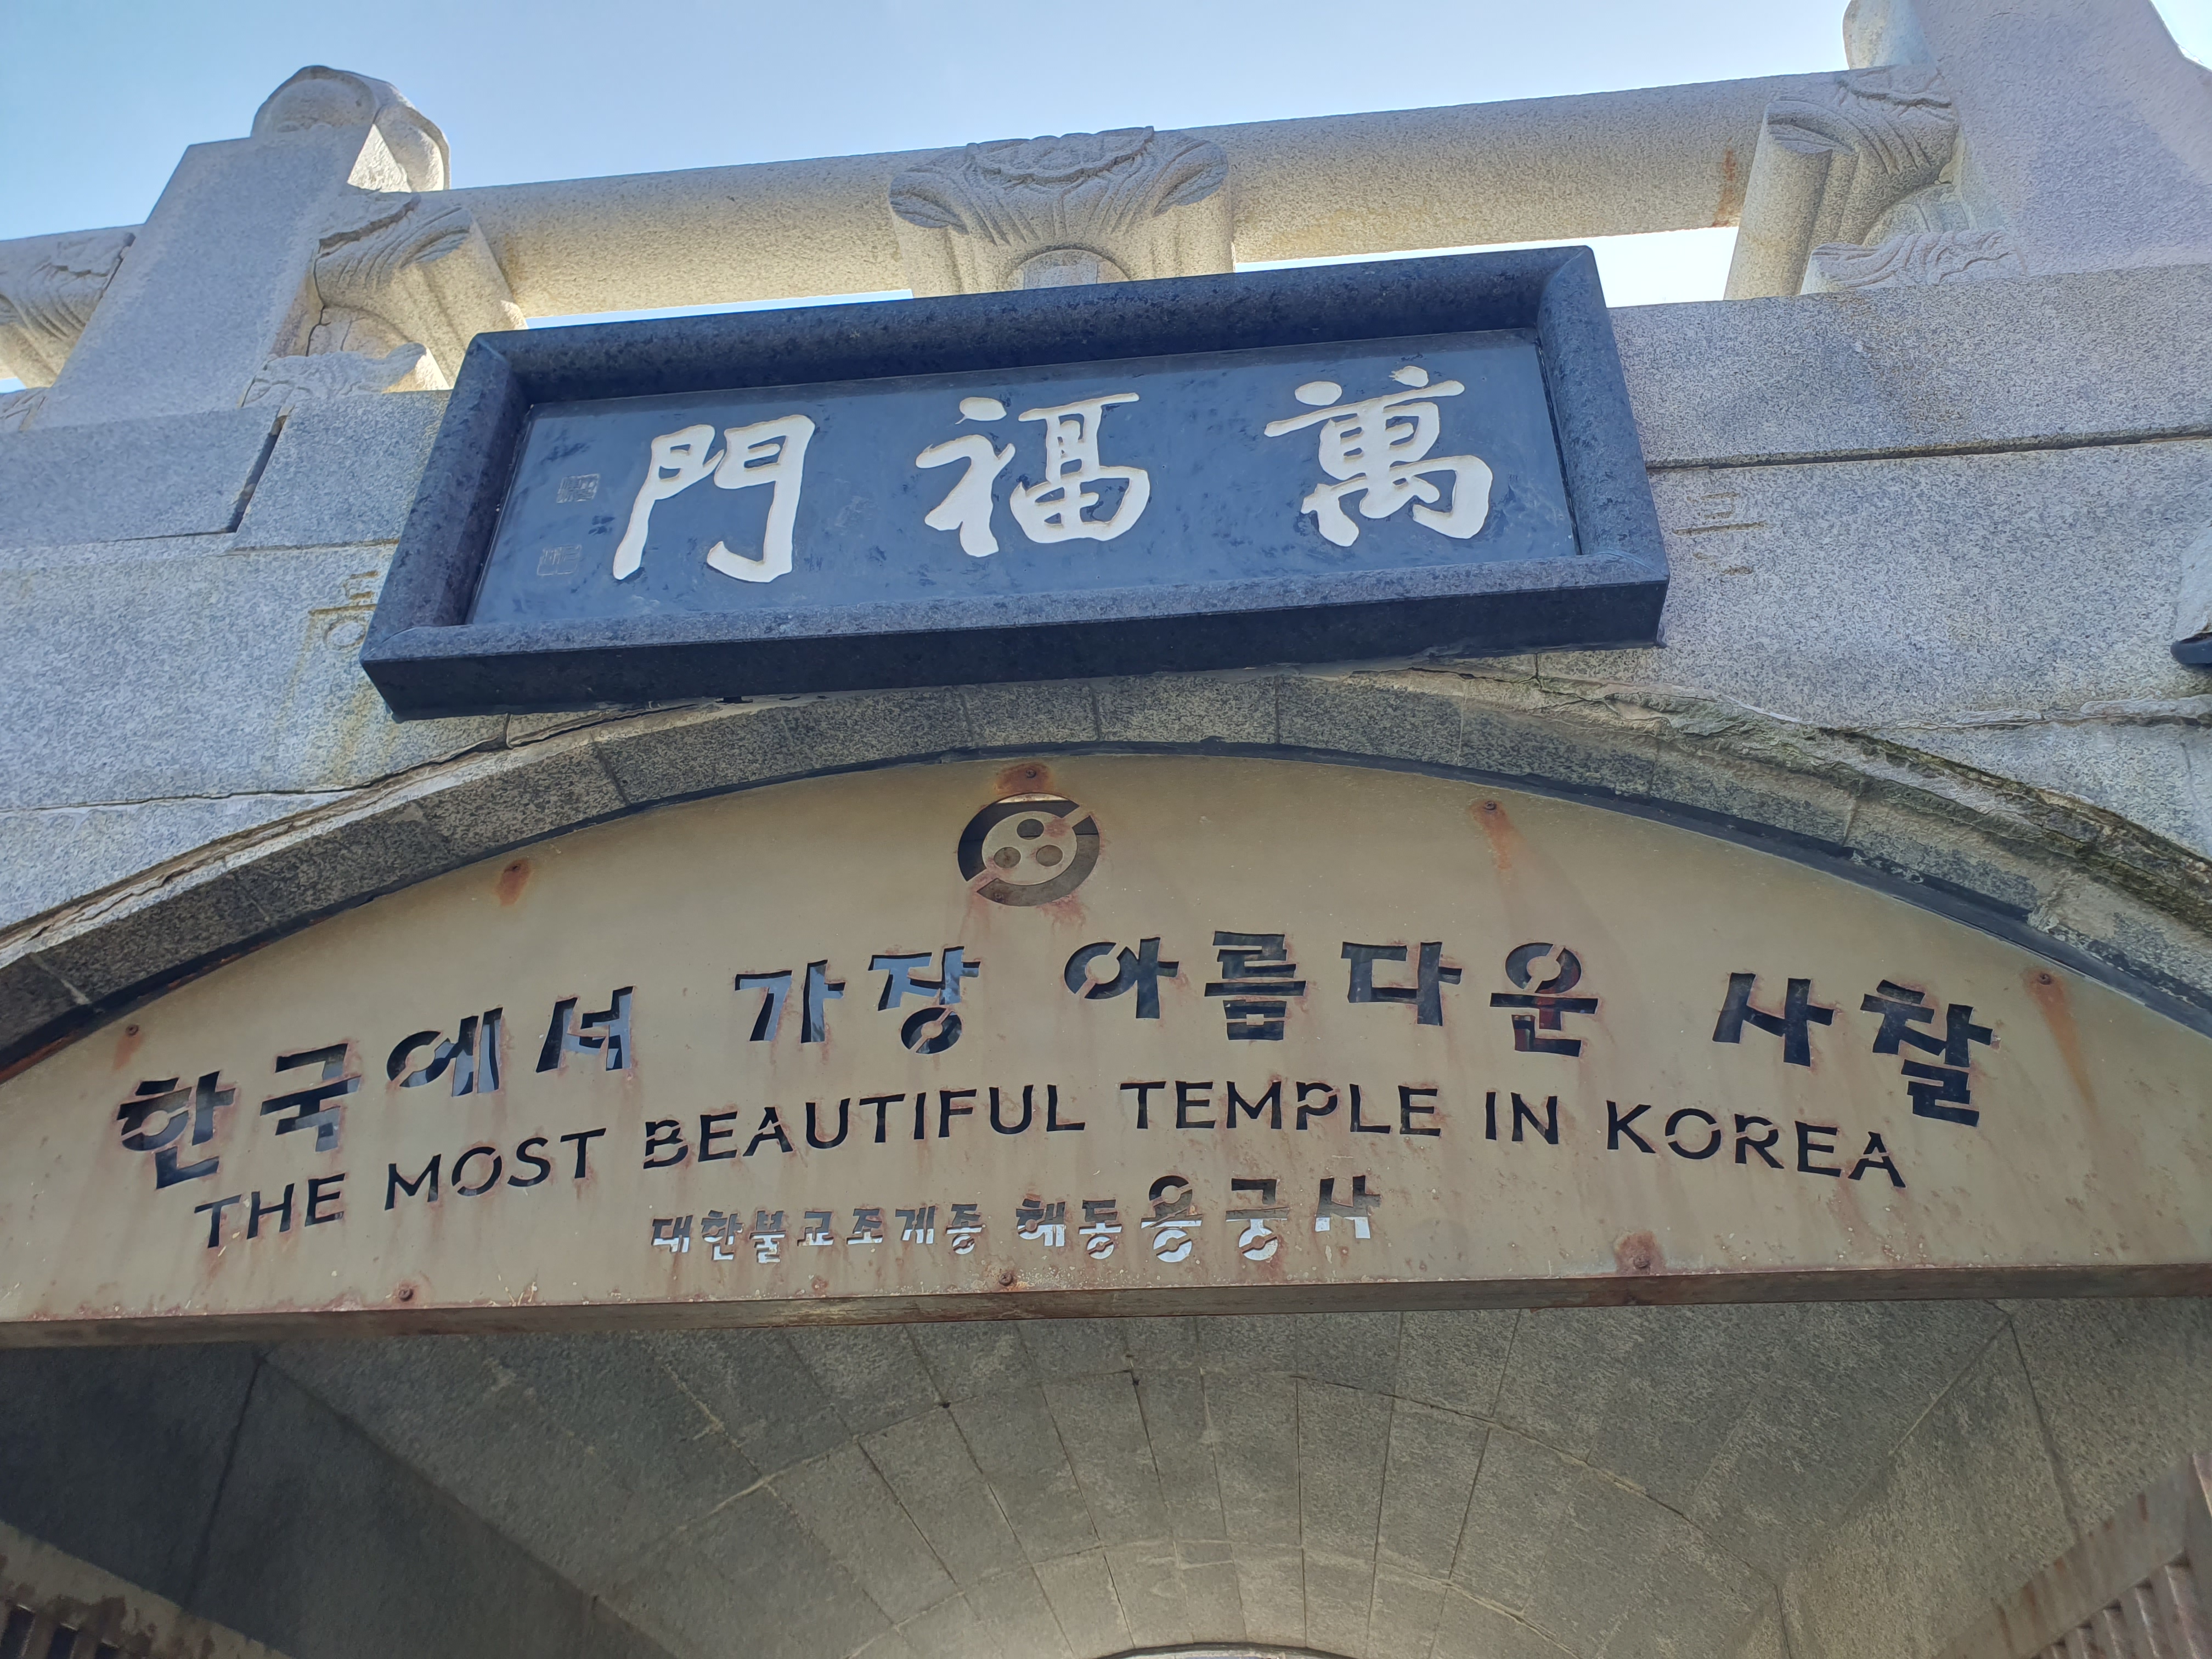 萬福門
한국에서 가장 아름다운 사찰
THE MOST BEAUTIFUL TEMPLE IN KOREA
대한불교조계종 해동용궁사